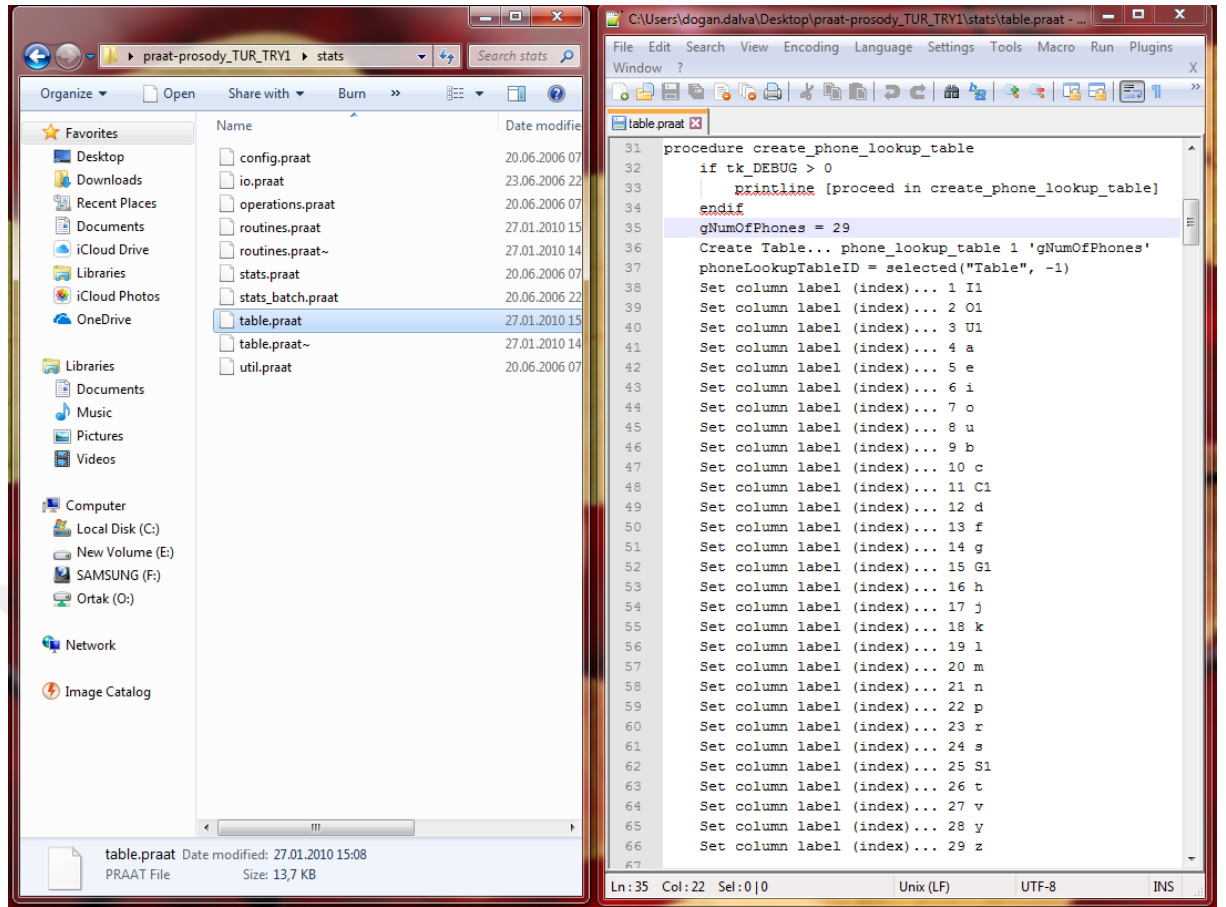 praat-prosody_TUR_TRY1 ▸ stats
Search stats
Organize ▾ Open Share with ▾ Burn »
Favorites
Desktop
Downloads
Recent Places
Documents
iCloud Drive
Libraries
iCloud Photos
OneDrive
Libraries
Documents
Music
Pictures
Videos
Computer
Local Disk (C:)
New Volume (E:)
SAMSUNG (F:)
Ortak (O:)
Network
Image Catalog
Name Date modifie
config.praat 20.06.2006 07
io.praat 23.06.2006 22
operations.praat 20.06.2006 07
routines.praat 27.01.2010 15
routines.praat~ 27.01.2010 14
stats.praat 20.06.2006 07
stats_batch.praat 20.06.2006 22
table.praat 27.01.2010 15
table.praat~ 27.01.2010 14
util.praat 20.06.2006 07
table.praat Date modified: 27.01.2010 15:08
PRAAT File Size: 13,7 KB
C:\Users\dogan.dalva\Desktop\praat-prosody_TUR_TRY1\stats\table.praat - ...
File Edit Search View Encoding Language Settings Tools Macro Run Plugins
Window ? X
table.praat
31 procedure create_phone_lookup_table
32 if tk_DEBUG > 0
33 printline [proceed in create_phone_lookup_table]
34 endif
35 gNumOfPhones = 29
36 Create Table... phone_lookup_table 1 'gNumOfPhones'
37 phoneLookupTableID = selected("Table", -1)
38 Set column label (index)... 1 I1
39 Set column label (index)... 2 O1
40 Set column label (index)... 3 U1
41 Set column label (index)... 4 a
42 Set column label (index)... 5 e
43 Set column label (index)... 6 i
44 Set column label (index)... 7 o
45 Set column label (index)... 8 u
46 Set column label (index)... 9 b
47 Set column label (index)... 10 c
48 Set column label (index)... 11 C1
49 Set column label (index)... 12 d
50 Set column label (index)... 13 f
51 Set column label (index)... 14 g
52 Set column label (index)... 15 G1
53 Set column label (index)... 16 h
54 Set column label (index)... 17 j
55 Set column label (index)... 18 k
56 Set column label (index)... 19 l
57 Set column label (index)... 20 m
58 Set column label (index)... 21 n
59 Set column label (index)... 22 p
60 Set column label (index)... 23 r
61 Set column label (index)... 24 s
62 Set column label (index)... 25 S1
63 Set column label (index)... 26 t
64 Set column label (index)... 27 v
65 Set column label (index)... 28 y
66 Set column label (index)... 29 z
67
Ln : 35 Col : 22 Sel : 0 | 0 Unix (LF) UTF-8 INS